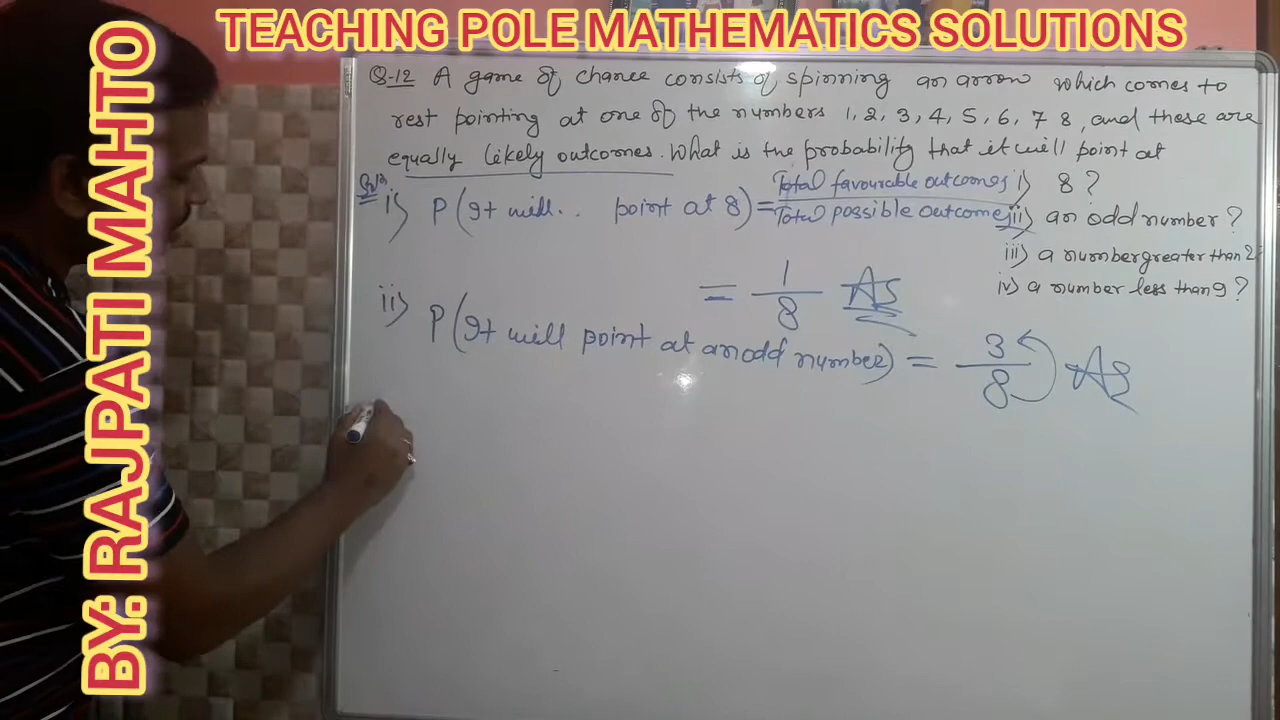 TEACHING POLE MATHEMATICS SOLUTIONS
BY: RAJPATI MAHTO
Q-12 A game of chance consists of spinning an arrow which comes to
rest pointing at one of the numbers 1, 2, 3, 4, 5, 6, 7 8, and these are
equally likely outcomes. What is the probability that it will point at
i) 8 ?
ii) an odd number ?
iii) a number greater than 2
iv) a number less than 9 ?
i) P (It will.. point at 8) = Total favourable outcomes / Total possible outcomes
= 1/8 As
ii) P (It will point at an odd number) = 3/8 As